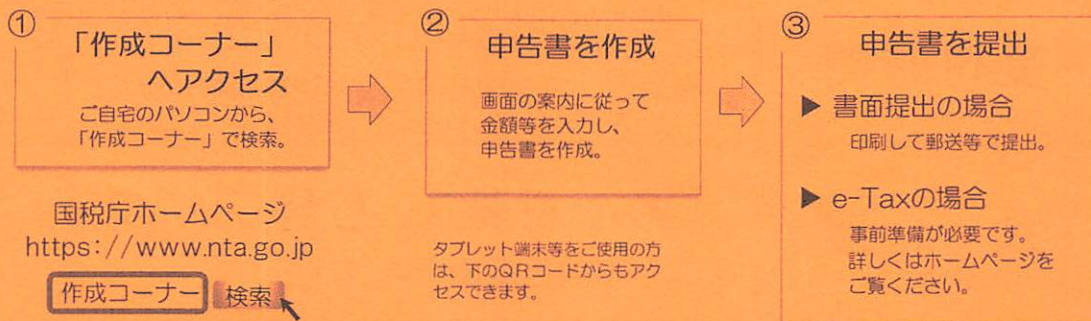 ①
「作成コーナー」
へアクセス
ご自宅のパソコンから、
「作成コーナー」で検索。
国税庁ホームページ
https://www.nta.go.jp
作成コーナー 検索
②
申告書を作成
画面の案内に従って
金額等を入力し、
申告書を作成。
タブレット端末等をご使用の方
は、下のQRコードからもアク
セスできます。
③
申告書を提出
▶ 書面提出の場合
印刷して郵送等で提出。
▶ e-Taxの場合
事前準備が必要です。
詳しくはホームページを
ご覧ください。